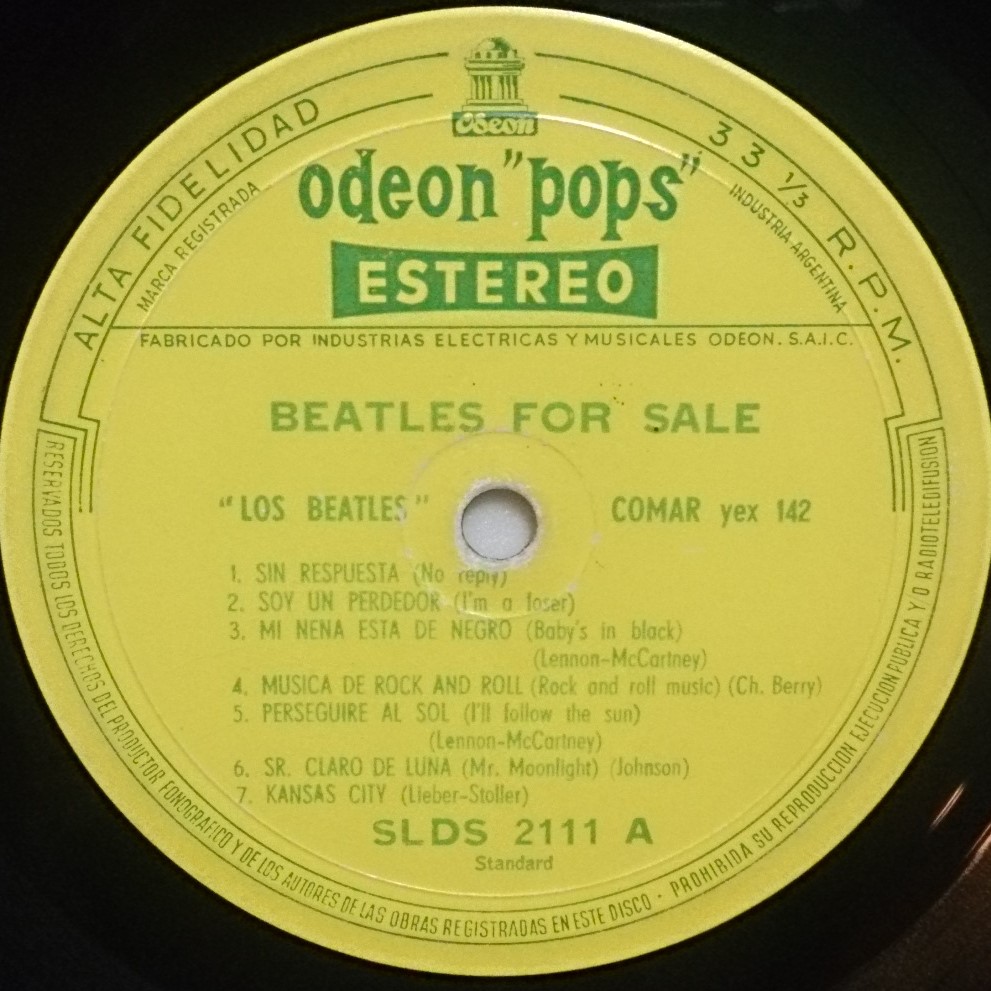 Odeon
ALTA FIDELIDAD
33 1/3 R.P.M.
MARCA REGISTRADA
INDUSTRIA ARGENTINA
odeon "pops"
ESTEREO
FABRICADO POR INDUSTRIAS ELECTRICAS Y MUSICALES ODEON. S.A.I.C.
BEATLES FOR SALE
"LOS BEATLES"
COMAR yex 142
1. SIN RESPUESTA (No reply)
2. SOY UN PERDEDOR (I'm a loser)
3. MI NENA ESTA DE NEGRO (Baby's in black)
(Lennon-McCartney)
4. MUSICA DE ROCK AND ROLL (Rock and roll music) (Ch. Berry)
5. PERSEGUIRE AL SOL (I'll follow the sun)
(Lennon-McCartney)
6. SR. CLARO DE LUNA (Mr. Moonlight) (Johnson)
7. KANSAS CITY (Lieber-Stoller)
SLDS 2111 A
Standard
RESERVADOS TODOS LOS DERECHOS DEL PRODUCTOR FONOGRAFICO Y DE LOS AUTORES DE LAS OBRAS REGISTRADAS EN ESTE DISCO - PROHIBIDA SU REPRODUCCION EJECUCION PUBLICA Y/O RADIOTELEDIFUSION